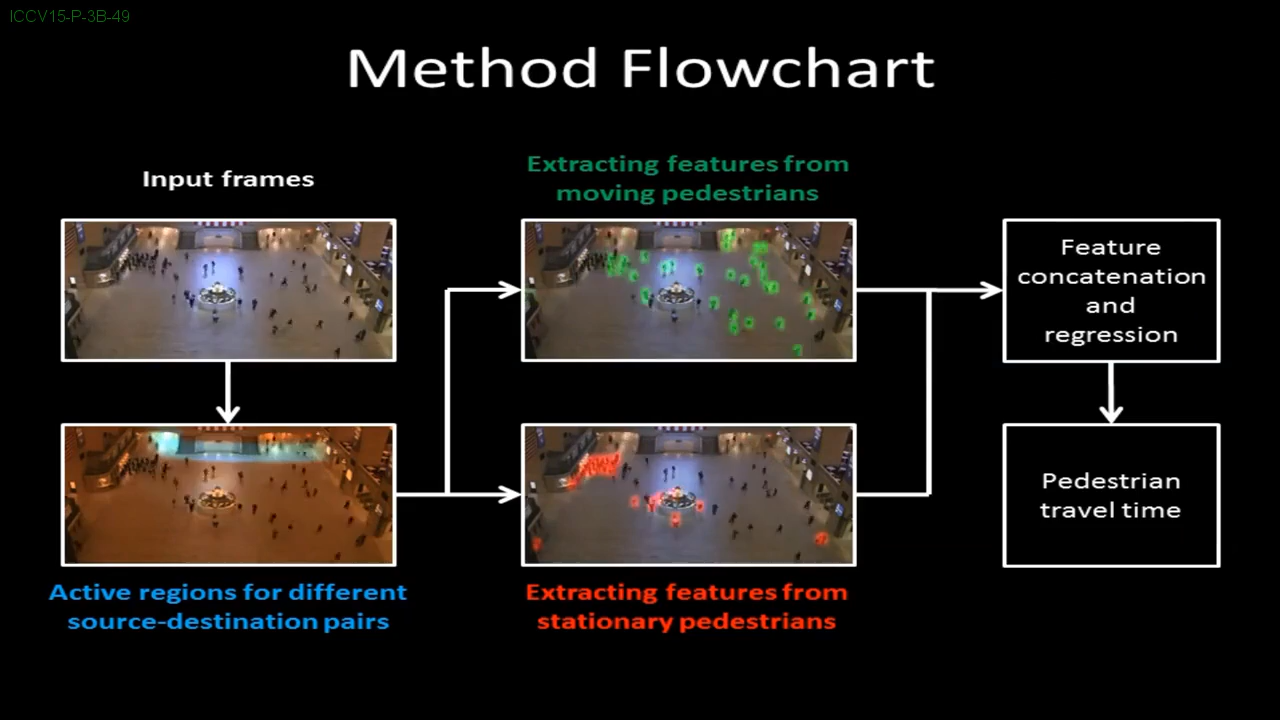 ICCV15-P-3B-49
Method Flowchart
Input frames
Extracting features from
moving pedestrians
Feature
concatenation
and
regression
Active regions for different
source-destination pairs
Extracting features from
stationary pedestrians
Pedestrian
travel time